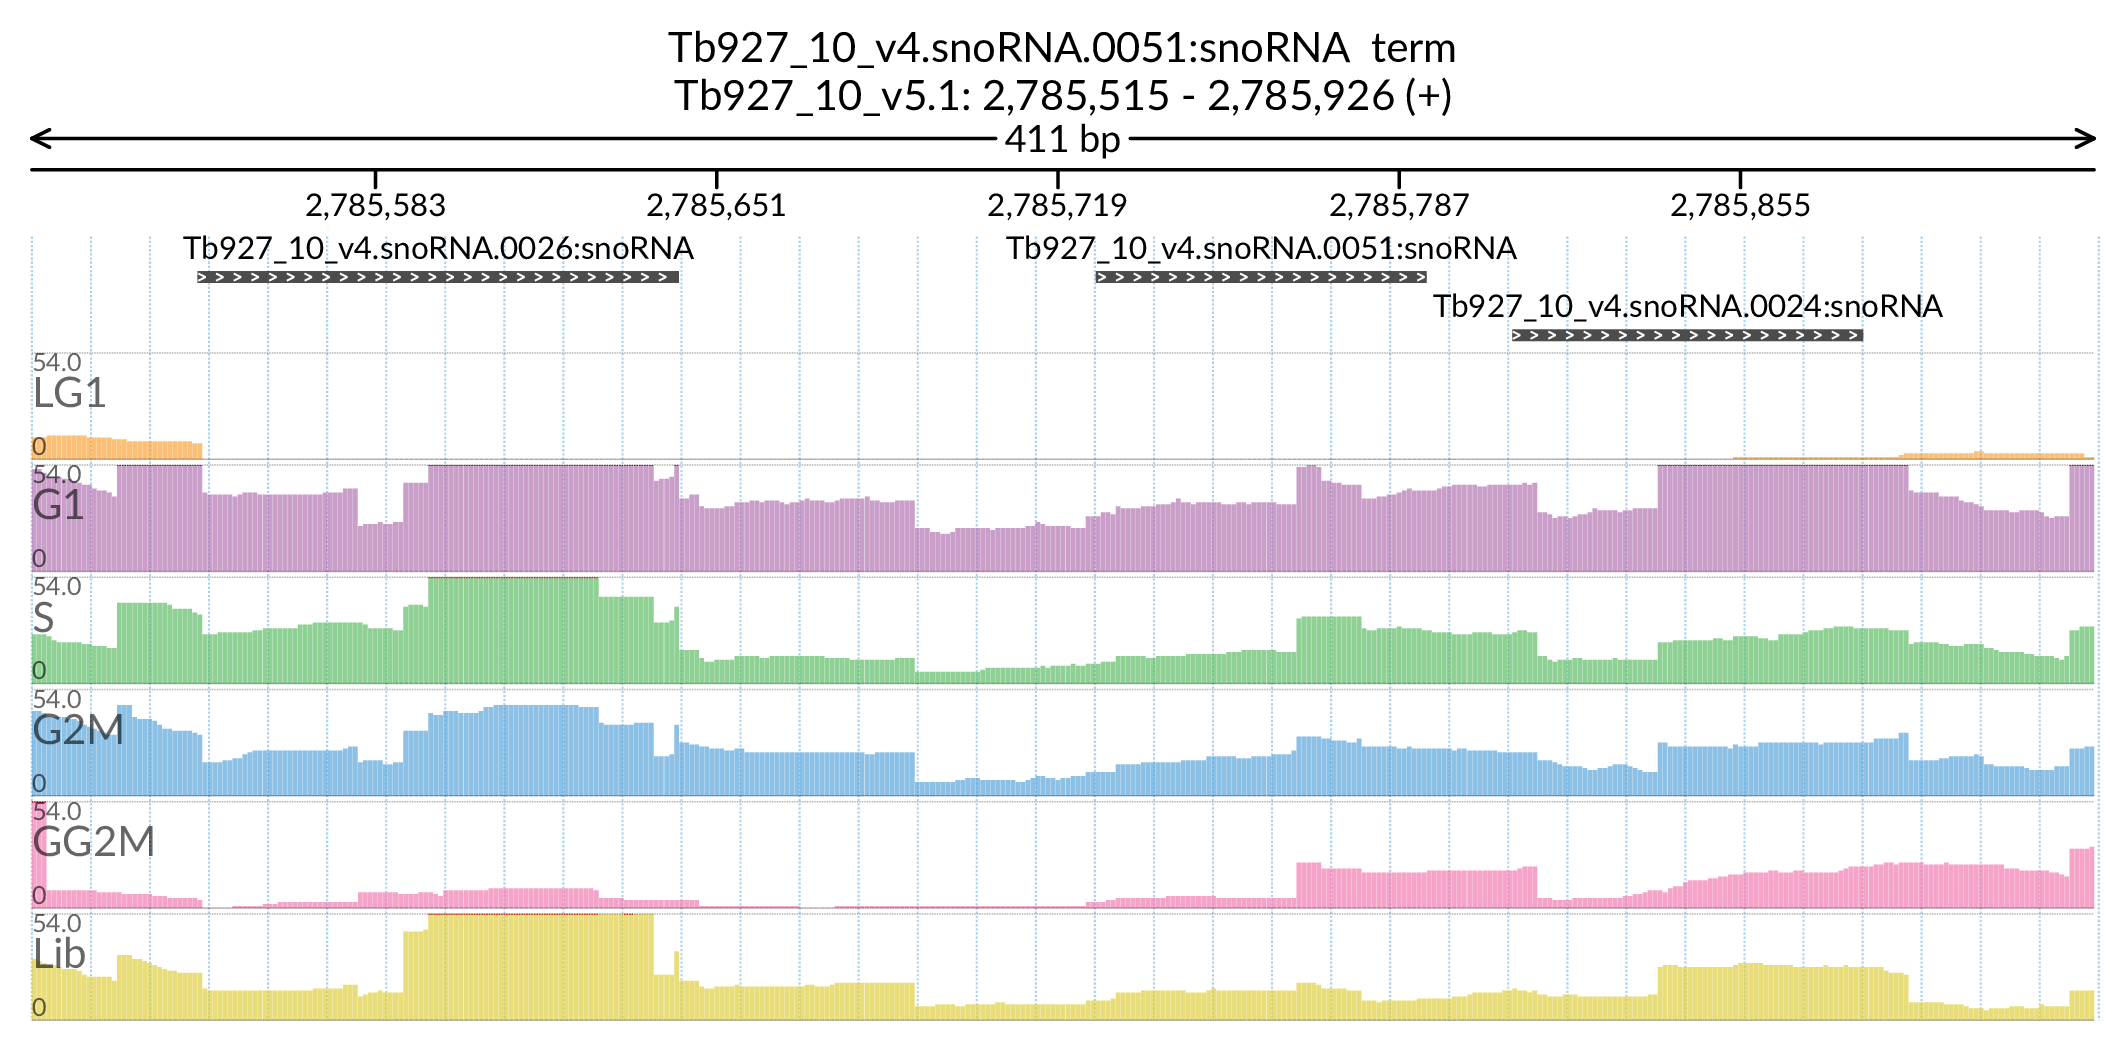 Tb927_10_v4.snoRNA.0051:snoRNA term
Tb927_10_v5.1: 2,785,515 - 2,785,926 (+)
411 bp
2,785,583 2,785,651 2,785,719 2,785,787 2,785,855
Tb927_10_v4.snoRNA.0026:snoRNA Tb927_10_v4.snoRNA.0051:snoRNA
Tb927_10_v4.snoRNA.0024:snoRNA
54.0
LG1
0
54.0
G1
0
54.0
S
0
54.0
G2M
0
54.0
GG2M
0
54.0
Lib
0